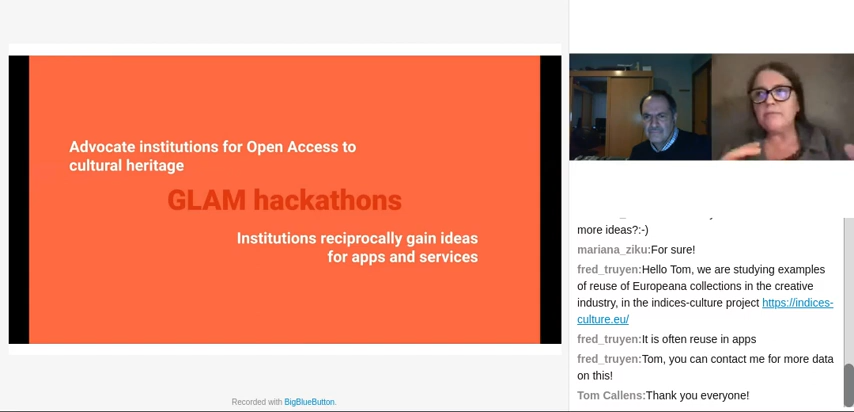 Advocate institutions for Open Access to
cultural heritage
GLAM hackathons
Institutions reciprocally gain ideas
for apps and services
Recorded with BigBlueButton.
more ideas?:-)
mariana_ziku:For sure!
fred_truyen:Hello Tom, we are studying examples
of reuse of Europeana collections in the creative
industry, in the indices-culture project https://indices-
culture.eu/
fred_truyen:It is often reuse in apps
fred_truyen:Tom, you can contact me for more data
on this!
Tom Callens:Thank you everyone!